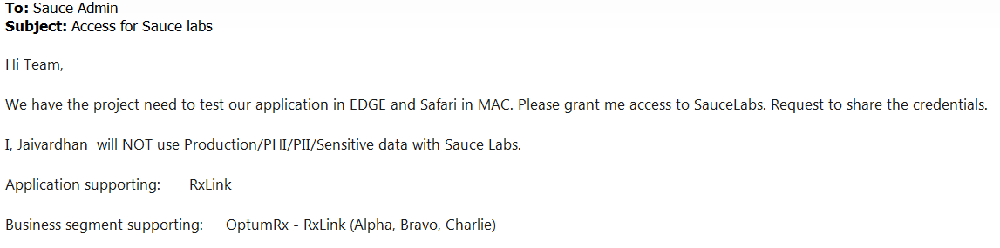 To: Sauce Admin
Subject: Access for Sauce labs
Hi Team,
We have the project need to test our application in EDGE and Safari in MAC. Please grant me access to SauceLabs. Request to share the credentials.
I, Jaivardhan  will NOT use Production/PHI/PII/Sensitive data with Sauce Labs.
Application supporting: ___RxLink_________
Business segment supporting: __OptumRx - RxLink (Alpha, Bravo, Charlie)____